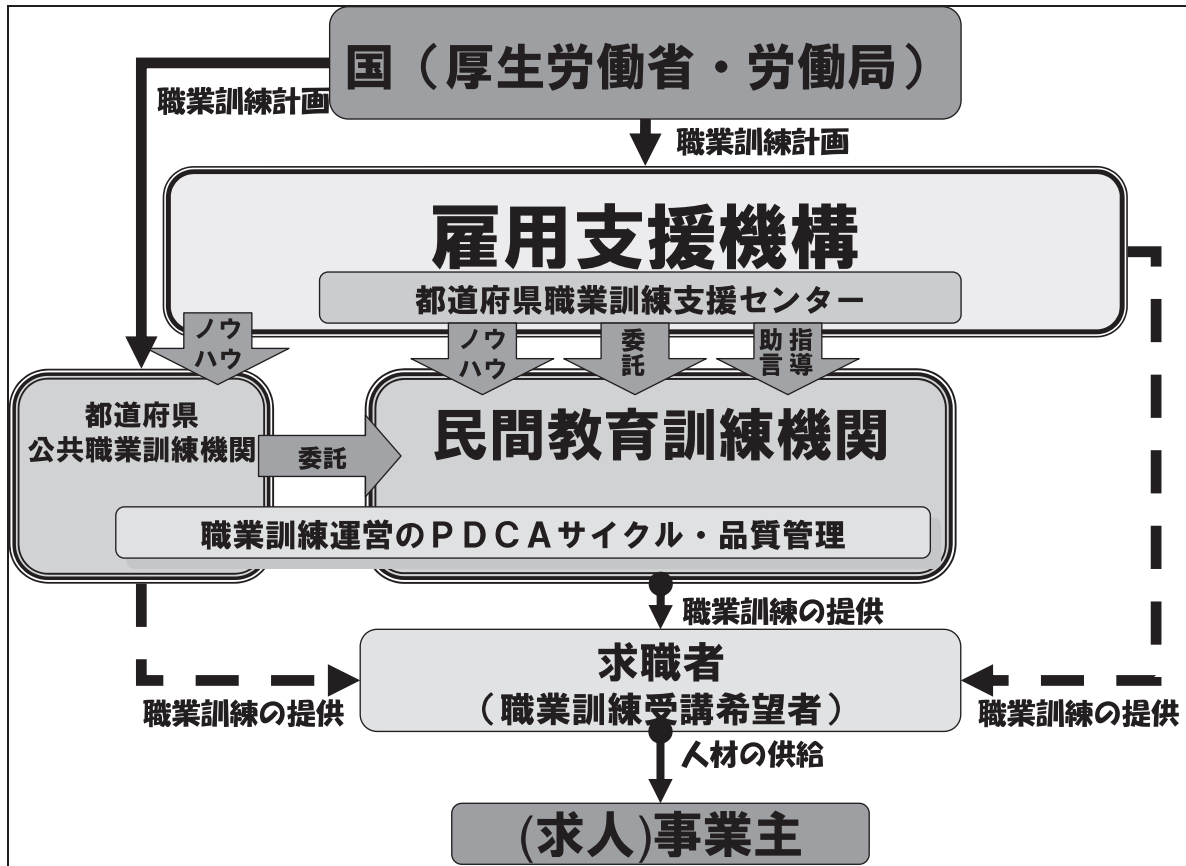 国（厚生労働省・労働局）
職業訓練計画
職業訓練計画
雇用支援機構
都道府県職業訓練支援センター
ノウ
ハウ
ノウ
ハウ
委
託
助指
言導
都道府県
公共職業訓練機関
委託
民間教育訓練機関
職業訓練運営のＰＤＣＡサイクル・品質管理
職業訓練の提供
求職者
（職業訓練受講希望者）
職業訓練の提供
職業訓練の提供
人材の供給
(求人)事業主